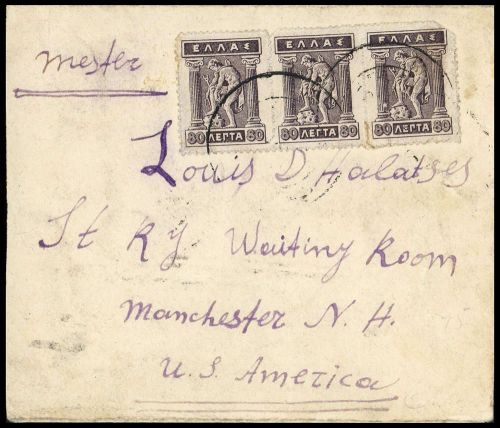 ΕΛΛΑΣ ΕΛΛΑΣ ΕΛΛΑΣ
80 ΛΕΠΤΑ 80 80 ΛΕΠΤΑ 80 80 ΛΕΠΤΑ 80
mester
Louis D Halatses
St Ry Waitiny Room
Manchester N. H.
U. S. America